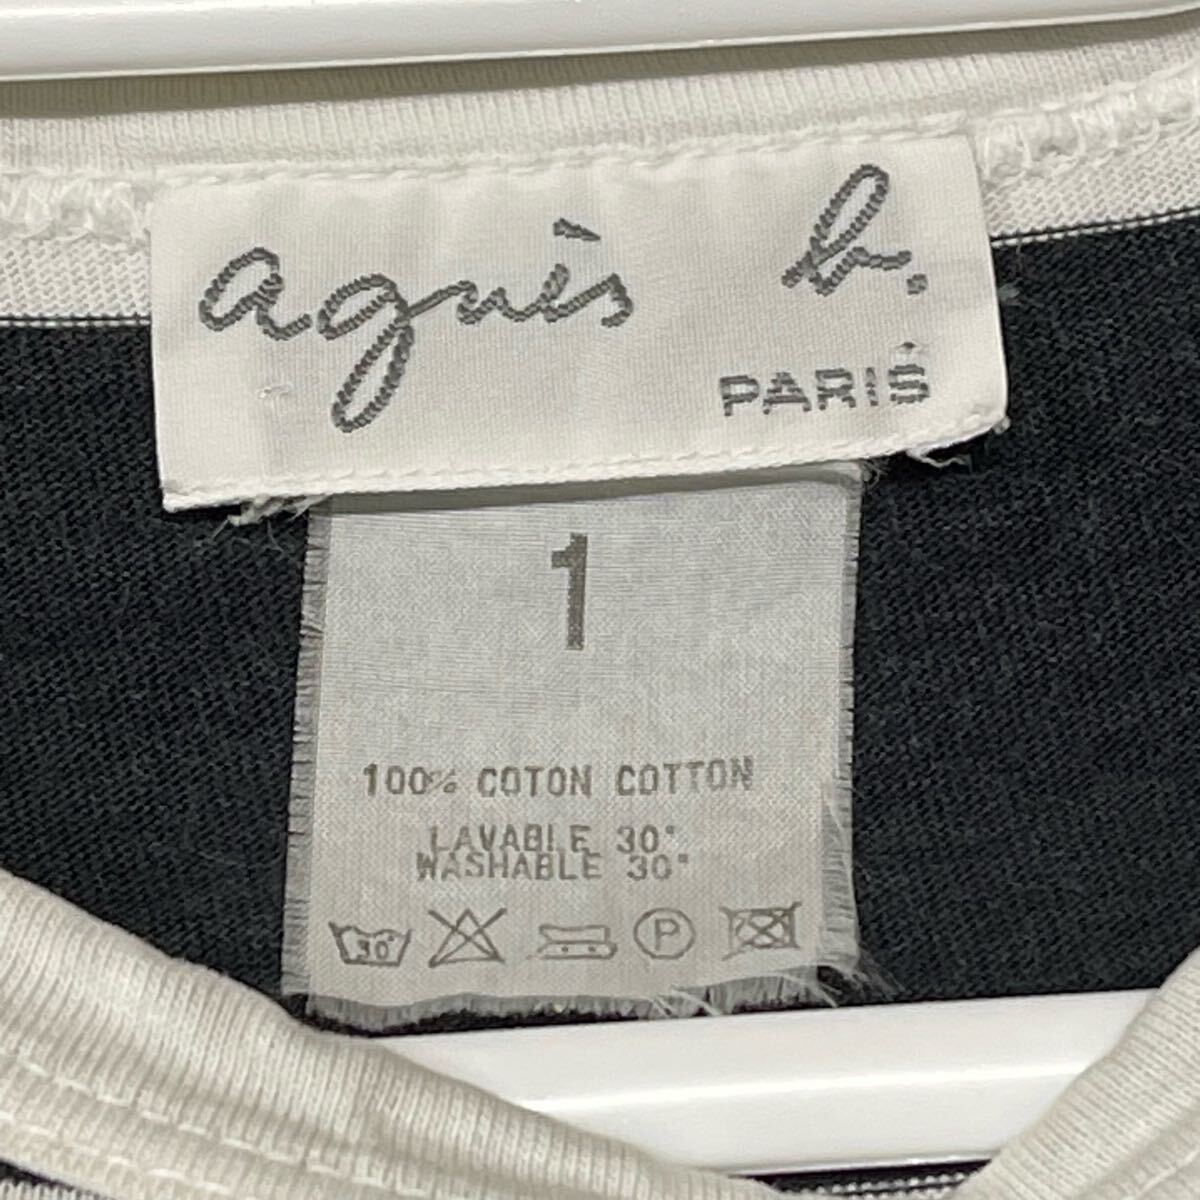 agnès b.
PARIS
1
100% COTON COTTON
LAVABLE 30°
WASHABLE 30°
30°
P